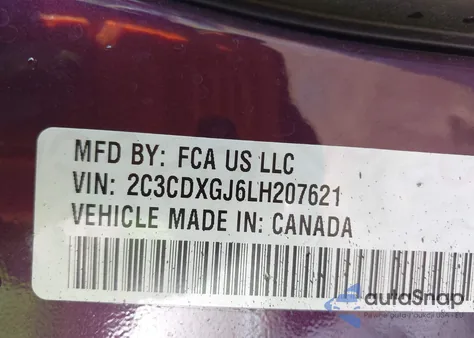 MFD BY: FCA US LLC
VIN: 2C3CDXGJ6LH207621
VEHICLE MADE IN: CANADA
autoSnap